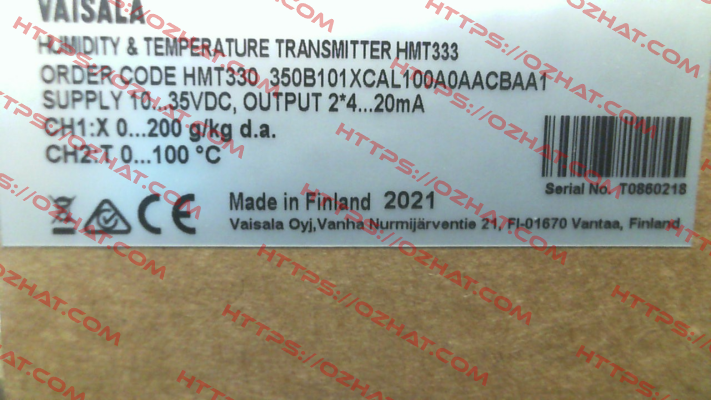 VAISALA
HUMIDITY & TEMPERATURE TRANSMITTER HMT333
ORDER CODE HMT330 350B101XCAL100A0AACBAA1
SUPPLY 10...35VDC, OUTPUT 2*4...20mA
CH1:X 0...200 g/kg d.a.
CH2:T 0...100 °C
Serial No. T0860218
CE
Made in Finland 2021
Vaisala Oyj,Vanha Nurmijärventie 21, FI-01670 Vantaa, Finland
HTTPS://OZHAT.COM